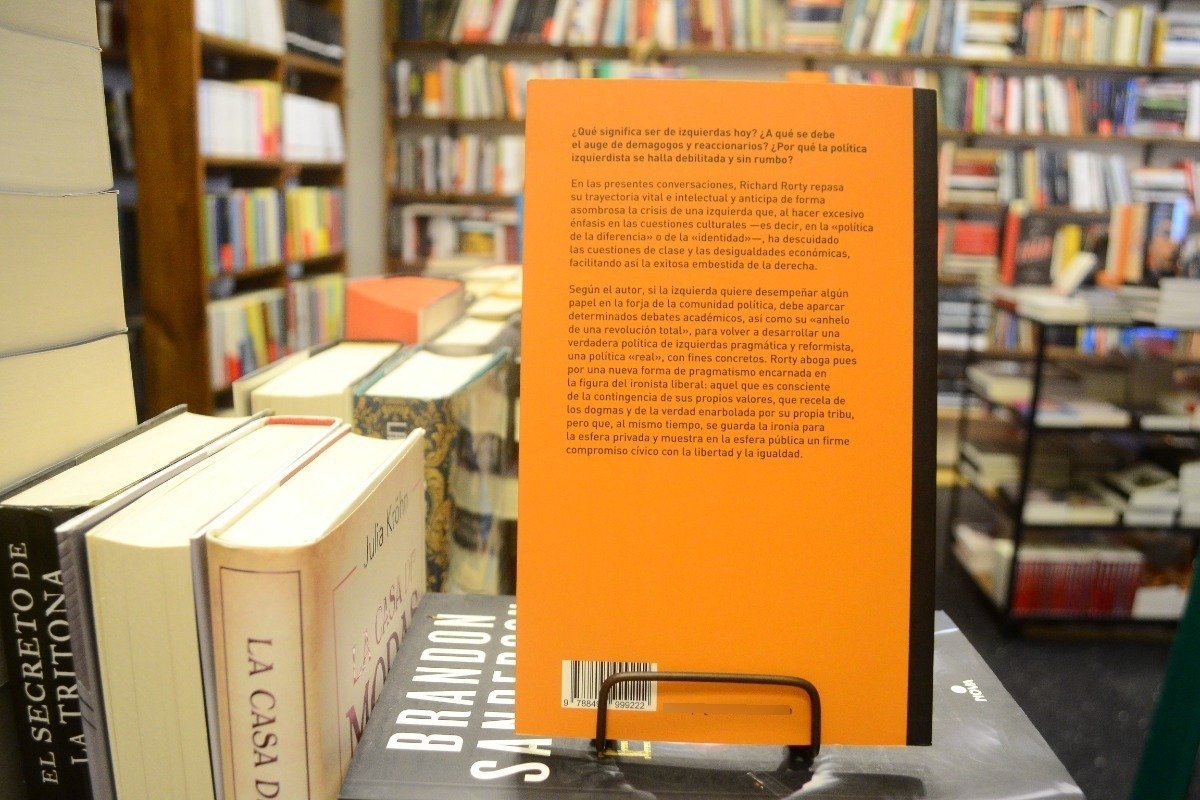 ¿Qué significa ser de izquierdas hoy? ¿A qué se debe
el auge de demagogos y reaccionarios? ¿Por qué la política
izquierdista se halla debilitada y sin rumbo?
En las presentes conversaciones, Richard Rorty repasa
su trayectoria vital e intelectual y anticipa de forma
asombrosa la crisis de una izquierda que, al hacer excesivo
énfasis en las cuestiones culturales —es decir, en la «política
de la diferencia» o de la «identidad»—, ha descuidado
las cuestiones de clase y las desigualdades económicas,
facilitando así la exitosa embestida de la derecha.
Según el autor, si la izquierda quiere desempeñar algún
papel en la forja de la comunidad política, debe aparcar
determinados debates académicos, así como su «anhelo
de una revolución total», para volver a desarrollar una
verdadera política de izquierdas pragmática y reformista,
una política «real», con fines concretos. Rorty aboga pues
por una nueva forma de pragmatismo encarnada en
la figura del ironista liberal: aquel que es consciente
de la contingencia de sus propios valores, que recela de
los dogmas y de la verdad enarbolada por su propia tribu,
pero que, al mismo tiempo, se guarda la ironía para
la esfera privada y muestra en la esfera pública un firme
compromiso cívico con la libertad y la igualdad.
999222
EL SECRETO DE
LA TRITONA
LA CASA D
Julia Kröhn
LA CASA
BRANDON
SANDERSON
NOVA